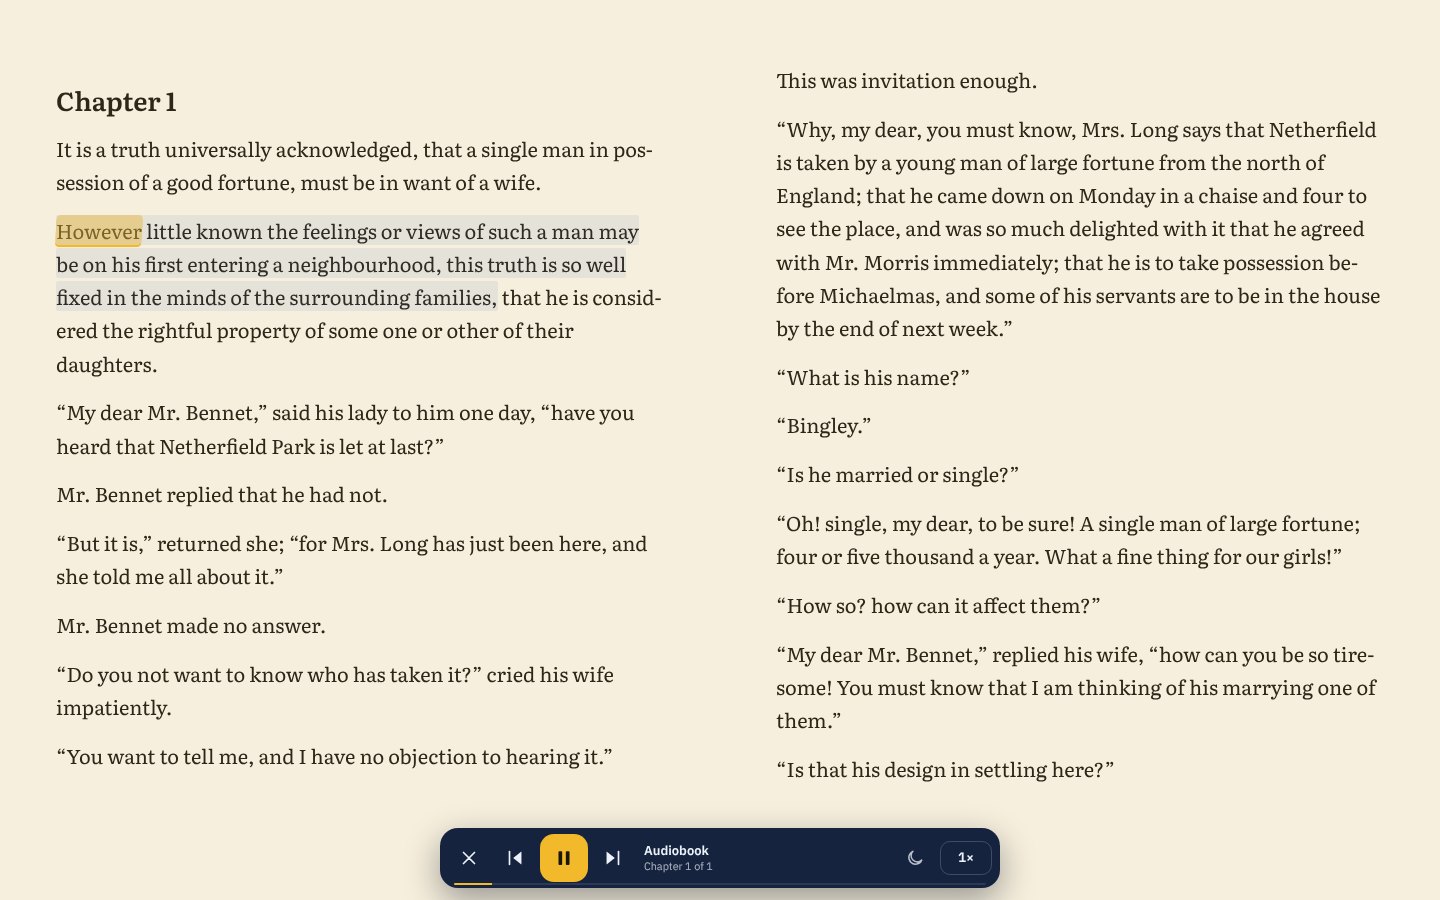 Chapter 1
It is a truth universally acknowledged, that a single man in pos-
session of a good fortune, must be in want of a wife.
However little known the feelings or views of such a man may
be on his first entering a neighbourhood, this truth is so well
fixed in the minds of the surrounding families, that he is consid-
ered the rightful property of some one or other of their
daughters.
“My dear Mr. Bennet,” said his lady to him one day, “have you
heard that Netherfield Park is let at last?”
Mr. Bennet replied that he had not.
“But it is,” returned she; “for Mrs. Long has just been here, and
she told me all about it.”
Mr. Bennet made no answer.
“Do you not want to know who has taken it?” cried his wife
impatiently.
“You want to tell me, and I have no objection to hearing it.”
This was invitation enough.
“Why, my dear, you must know, Mrs. Long says that Netherfield
is taken by a young man of large fortune from the north of
England; that he came down on Monday in a chaise and four to
see the place, and was so much delighted with it that he agreed
with Mr. Morris immediately; that he is to take possession be-
fore Michaelmas, and some of his servants are to be in the house
by the end of next week.”
“What is his name?”
“Bingley.”
“Is he married or single?”
“Oh! single, my dear, to be sure! A single man of large fortune;
four or five thousand a year. What a fine thing for our girls!”
“How so? how can it affect them?”
“My dear Mr. Bennet,” replied his wife, “how can you be so tire-
some! You must know that I am thinking of his marrying one of
them.”
“Is that his design in settling here?”
Audiobook
Chapter 1 of 1
1×